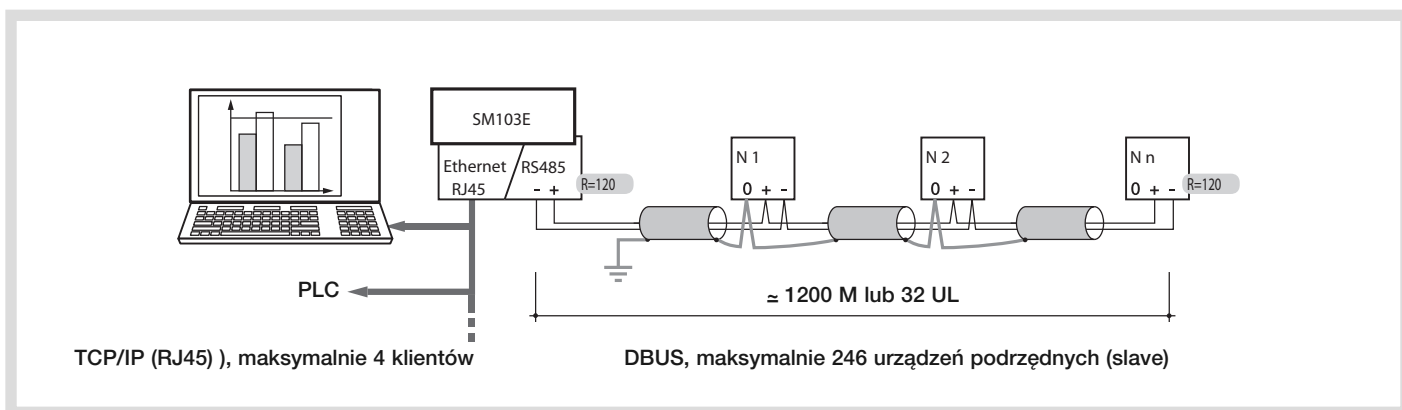 SM103E
Ethernet
RJ45
RS485
- +
R=120
N 1
0 + -
N 2
0 + -
N n
0 + -
R=120
PLC
≃ 1200 M lub 32 UL
TCP/IP (RJ45) ), maksymalnie 4 klientów
DBUS, maksymalnie 246 urządzeń podrzędnych (slave)